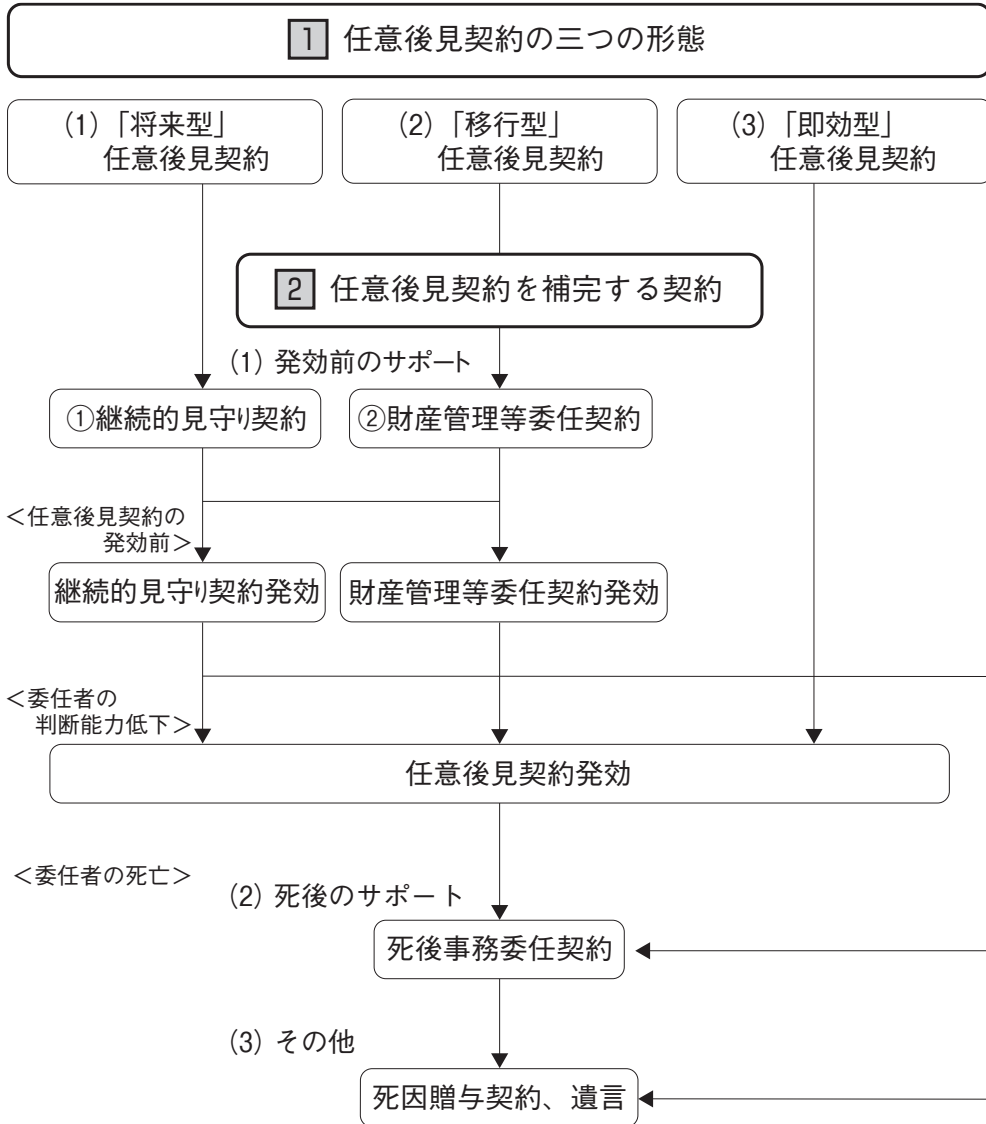 1 任意後見契約の三つの形態
(1)「将来型」
任意後見契約
(2)「移行型」
任意後見契約
(3)「即効型」
任意後見契約
2 任意後見契約を補完する契約
(1) 発効前のサポート
①継続的見守り契約
②財産管理等委任契約
＜任意後見契約の
発効前＞
継続的見守り契約発効
財産管理等委任契約発効
＜委任者の
判断能力低下＞
任意後見契約発効
＜委任者の死亡＞
(2) 死後のサポート
死後事務委任契約
(3) その他
死因贈与契約、遺言